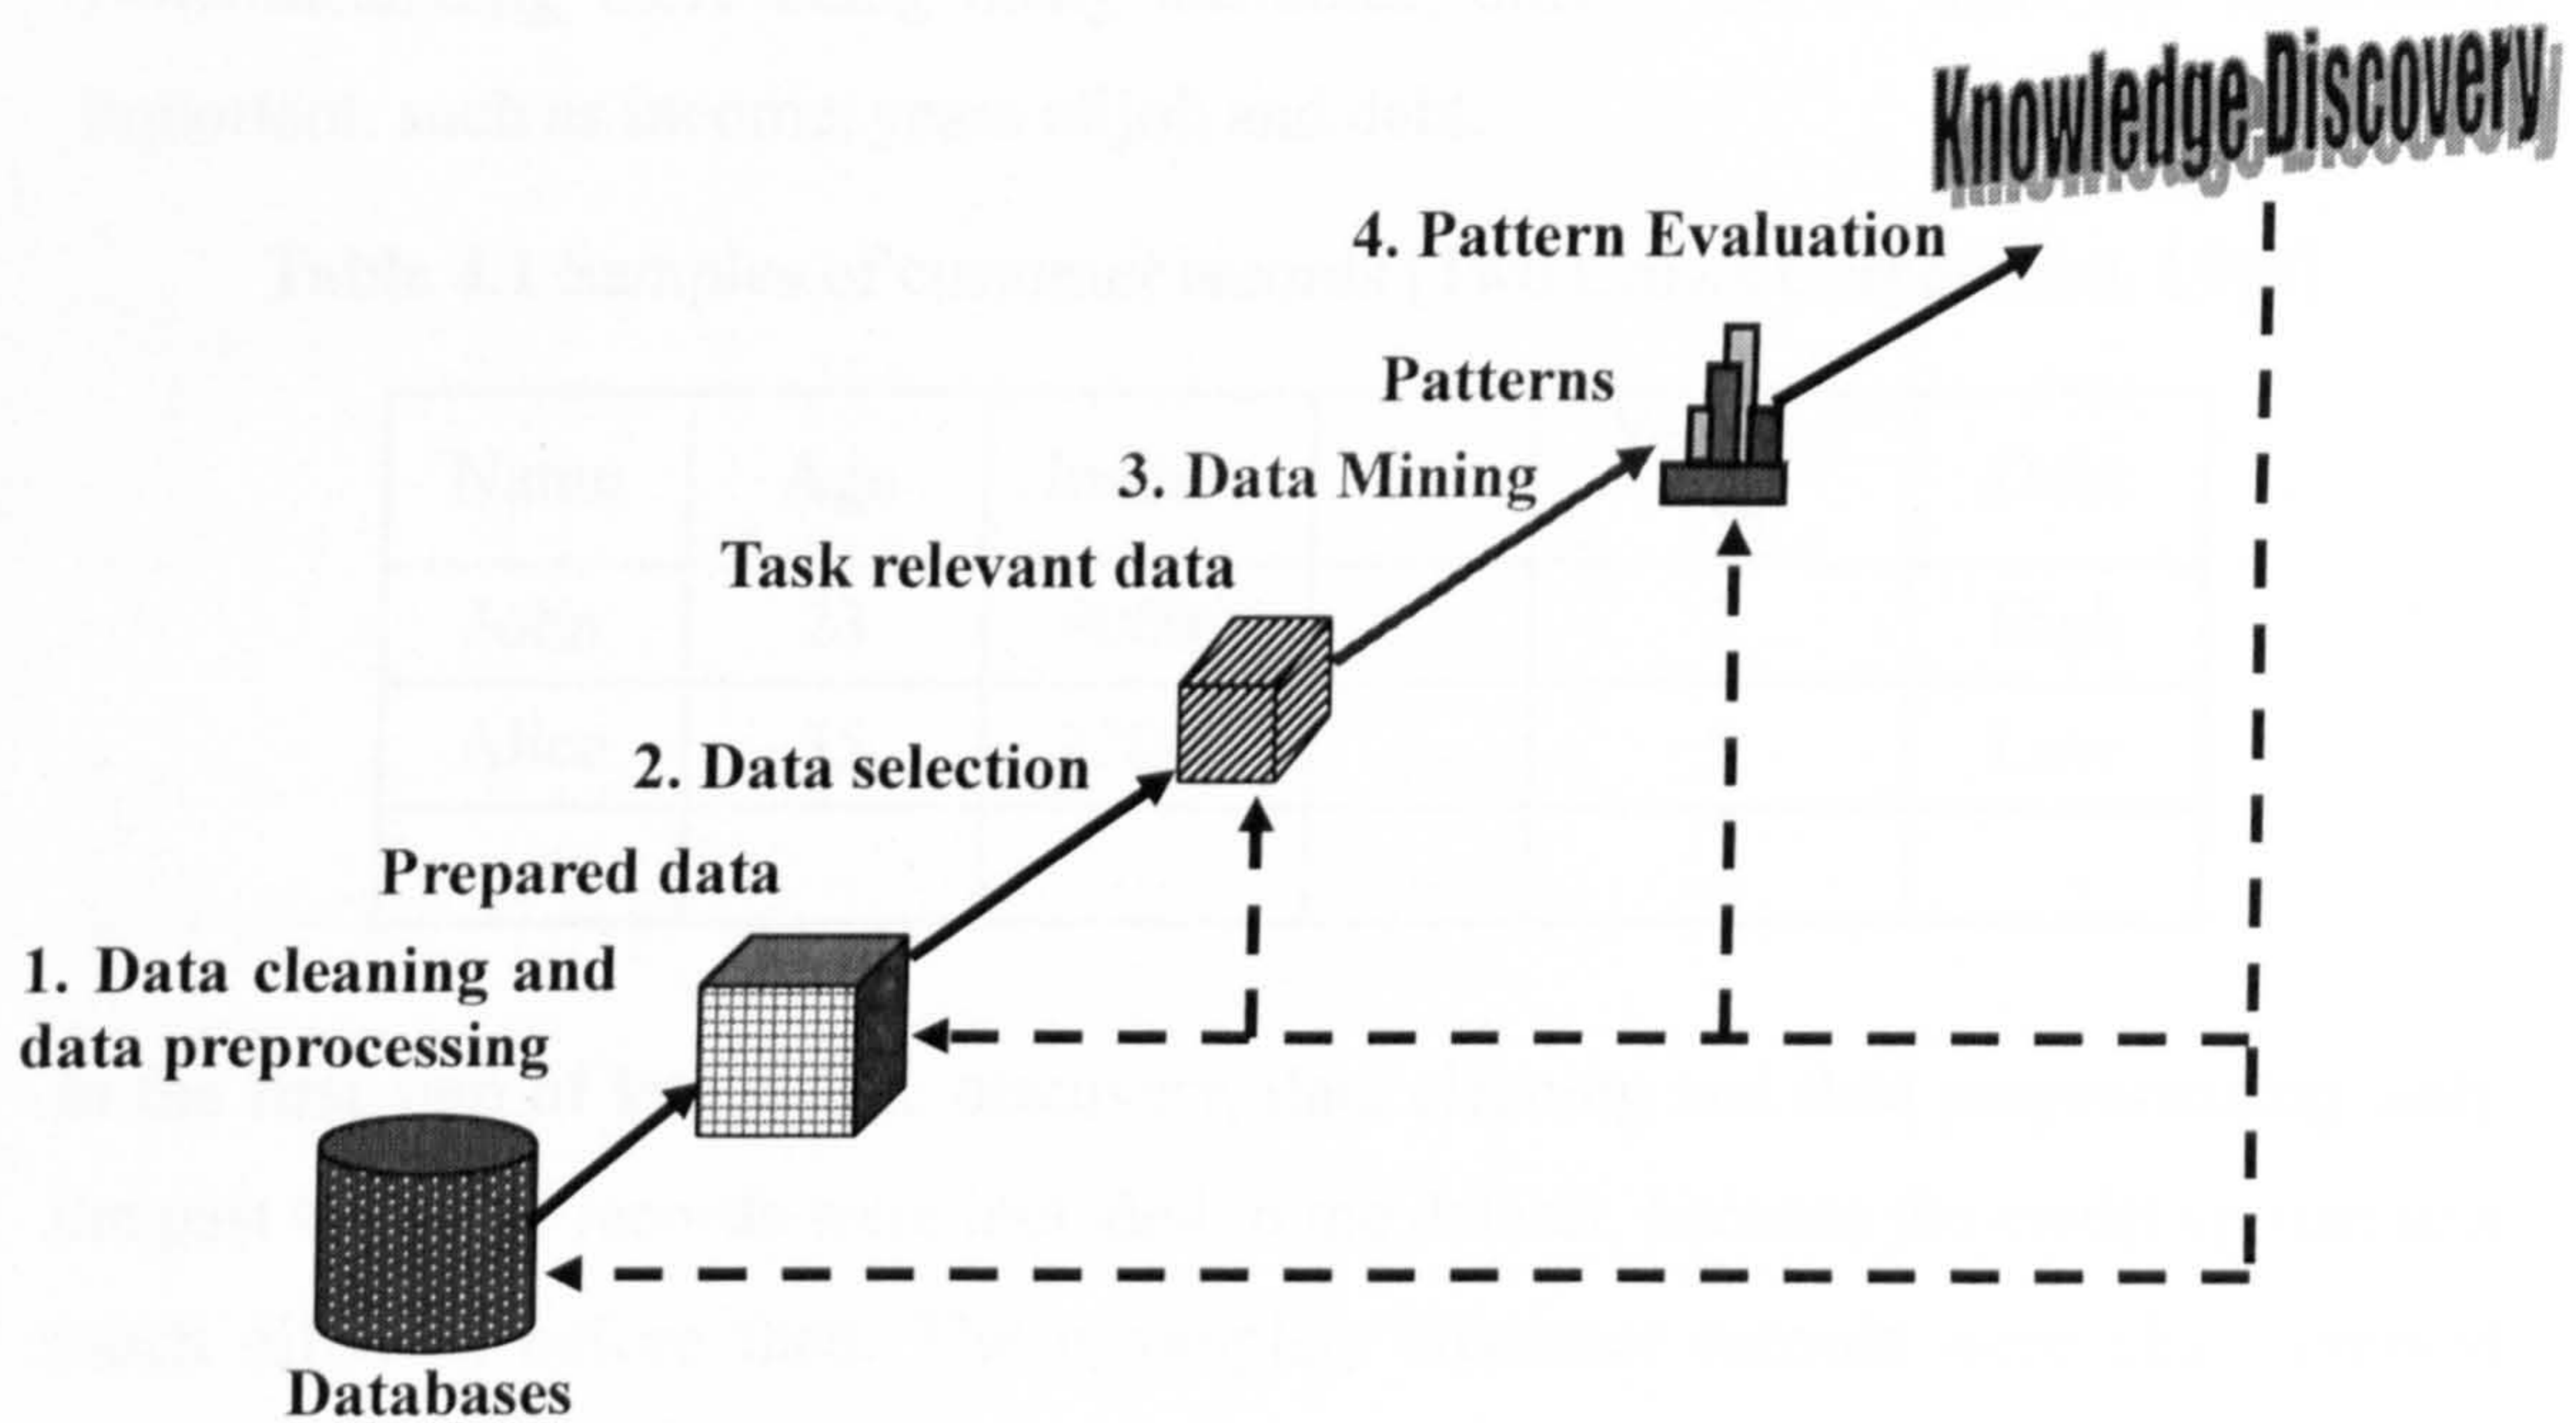 Knowledge Discovery
4. Pattern Evaluation
Patterns
3. Data Mining
Task relevant data
2. Data selection
Prepared data
1. Data cleaning and
data preprocessing
Databases